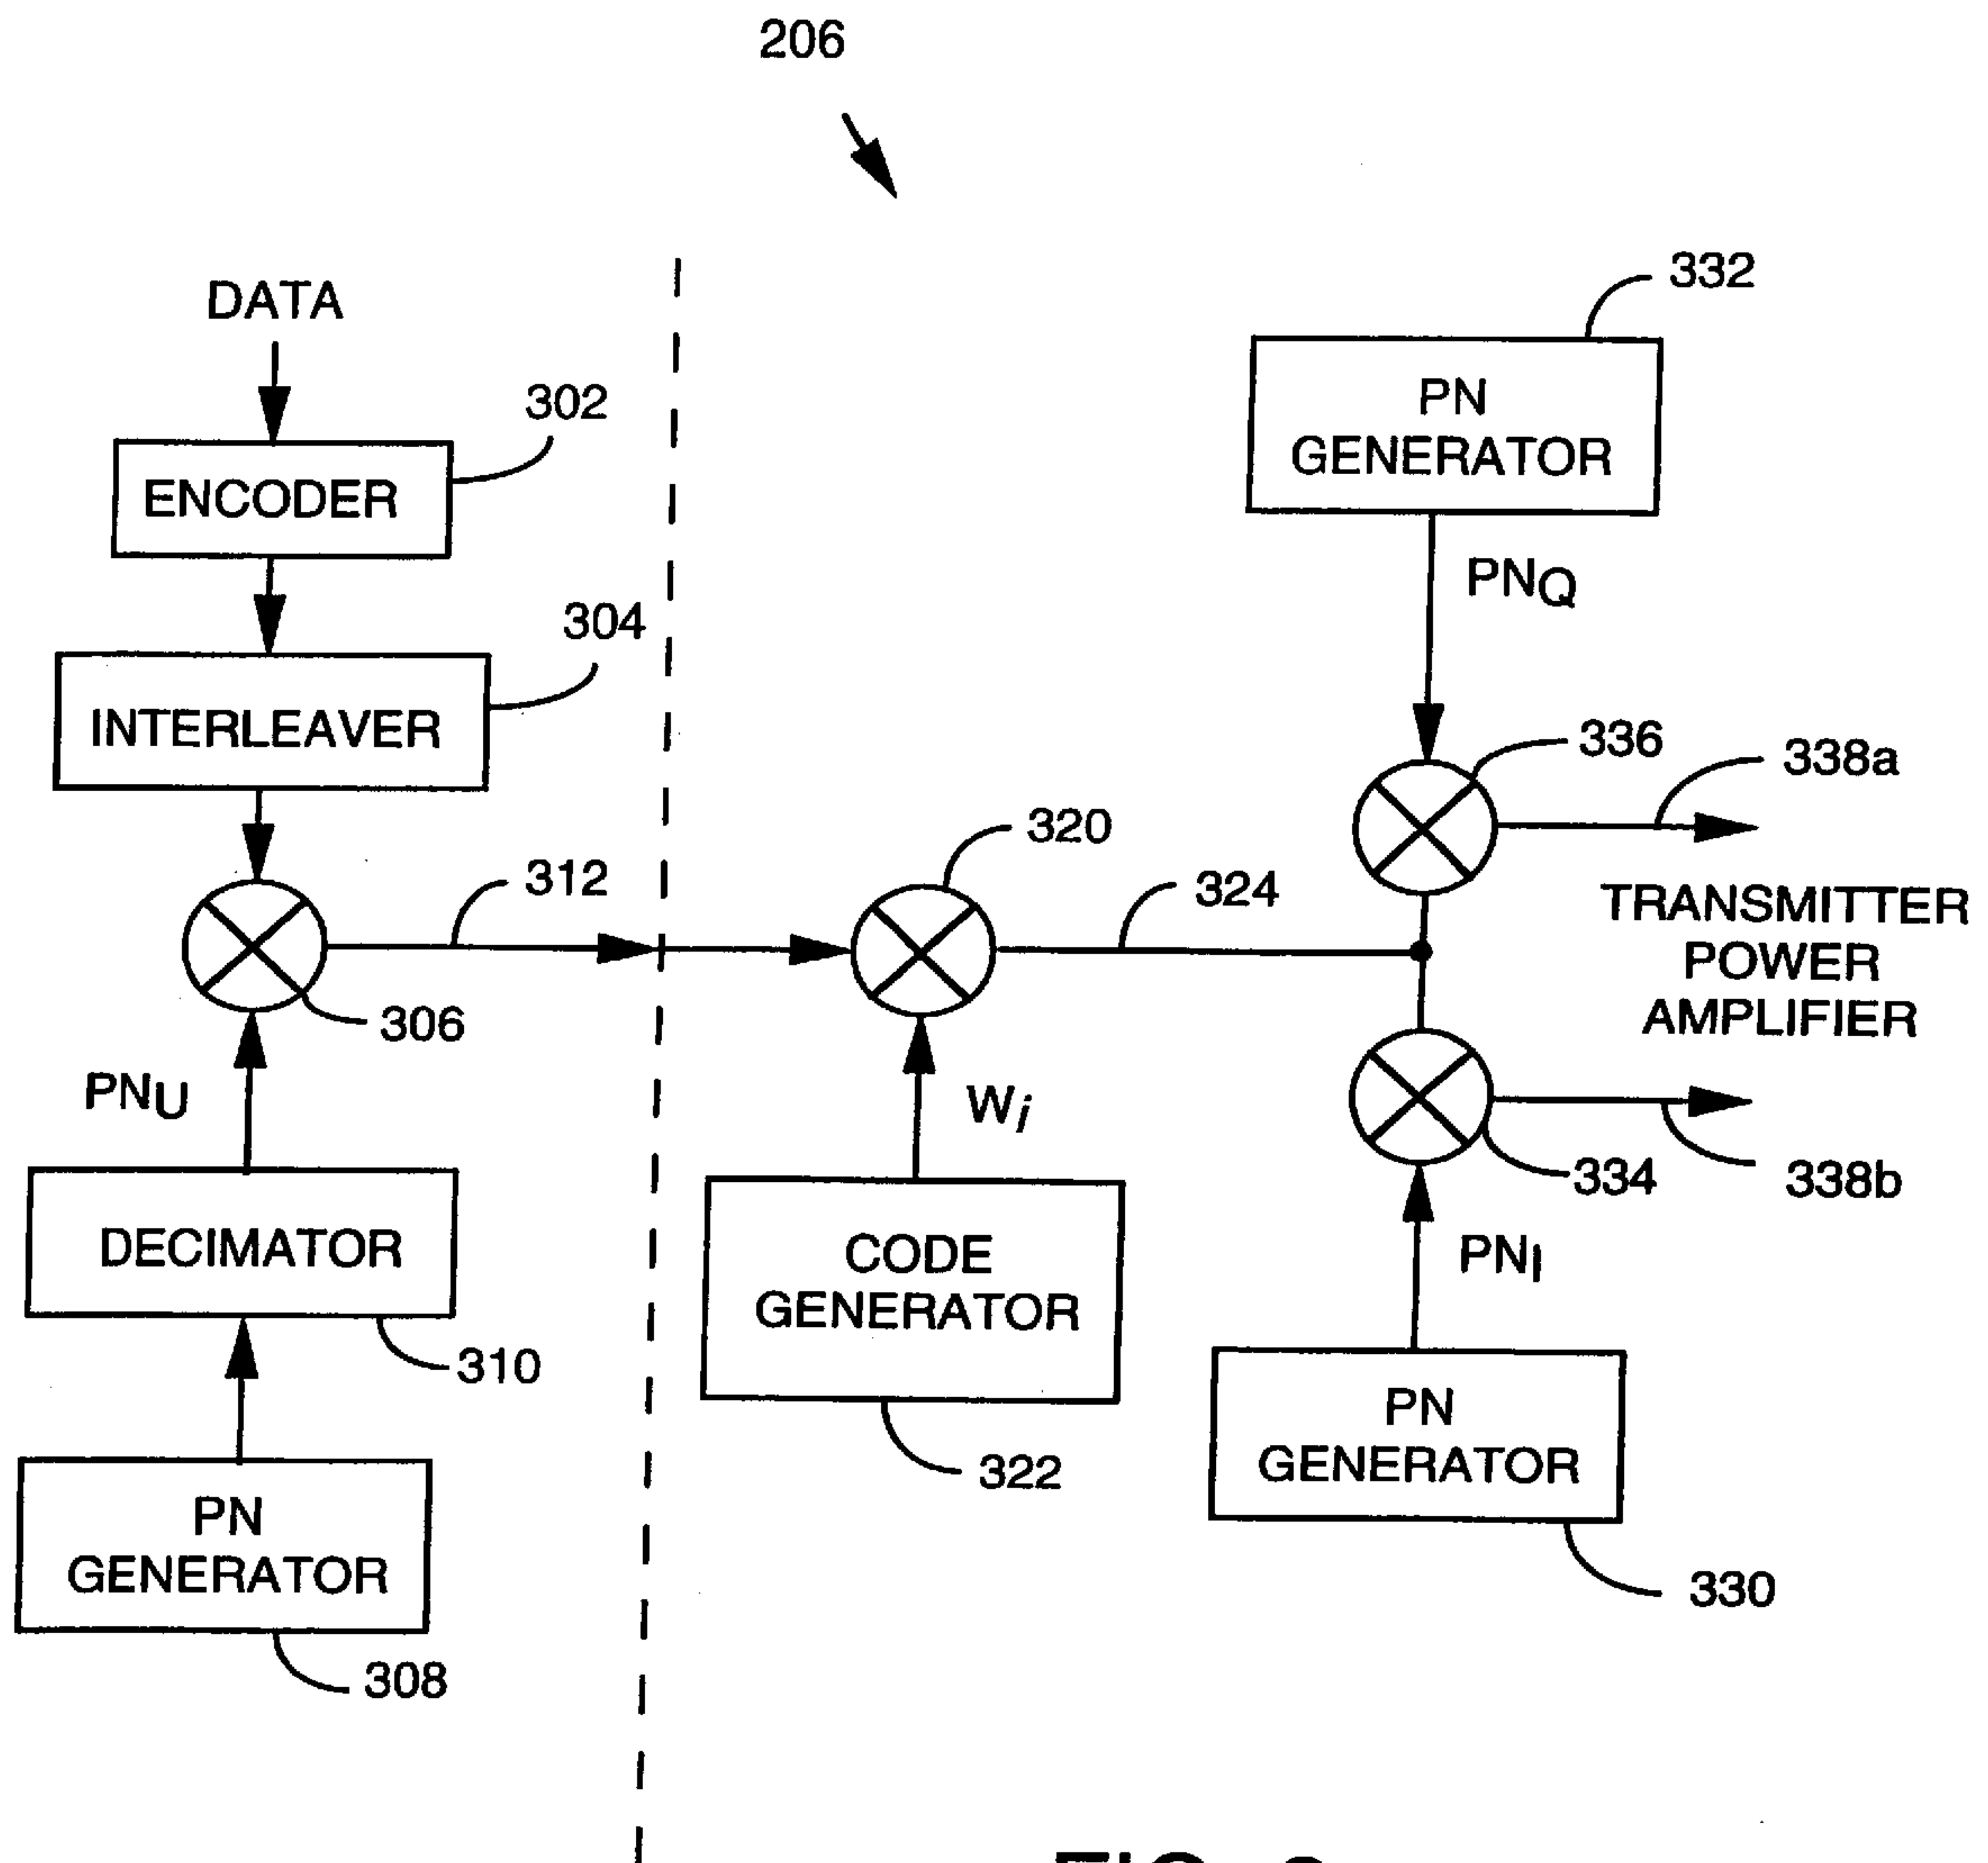 206
DATA
332
PN
GENERATOR
302
ENCODER
PNQ
304
INTERLEAVER
336
338a
320
312
324
TRANSMITTER
POWER
AMPLIFIER
306
PNU
Wi
334
338b
DECIMATOR
CODE
GENERATOR
PNI
310
PN
GENERATOR
322
PN
GENERATOR
330
308